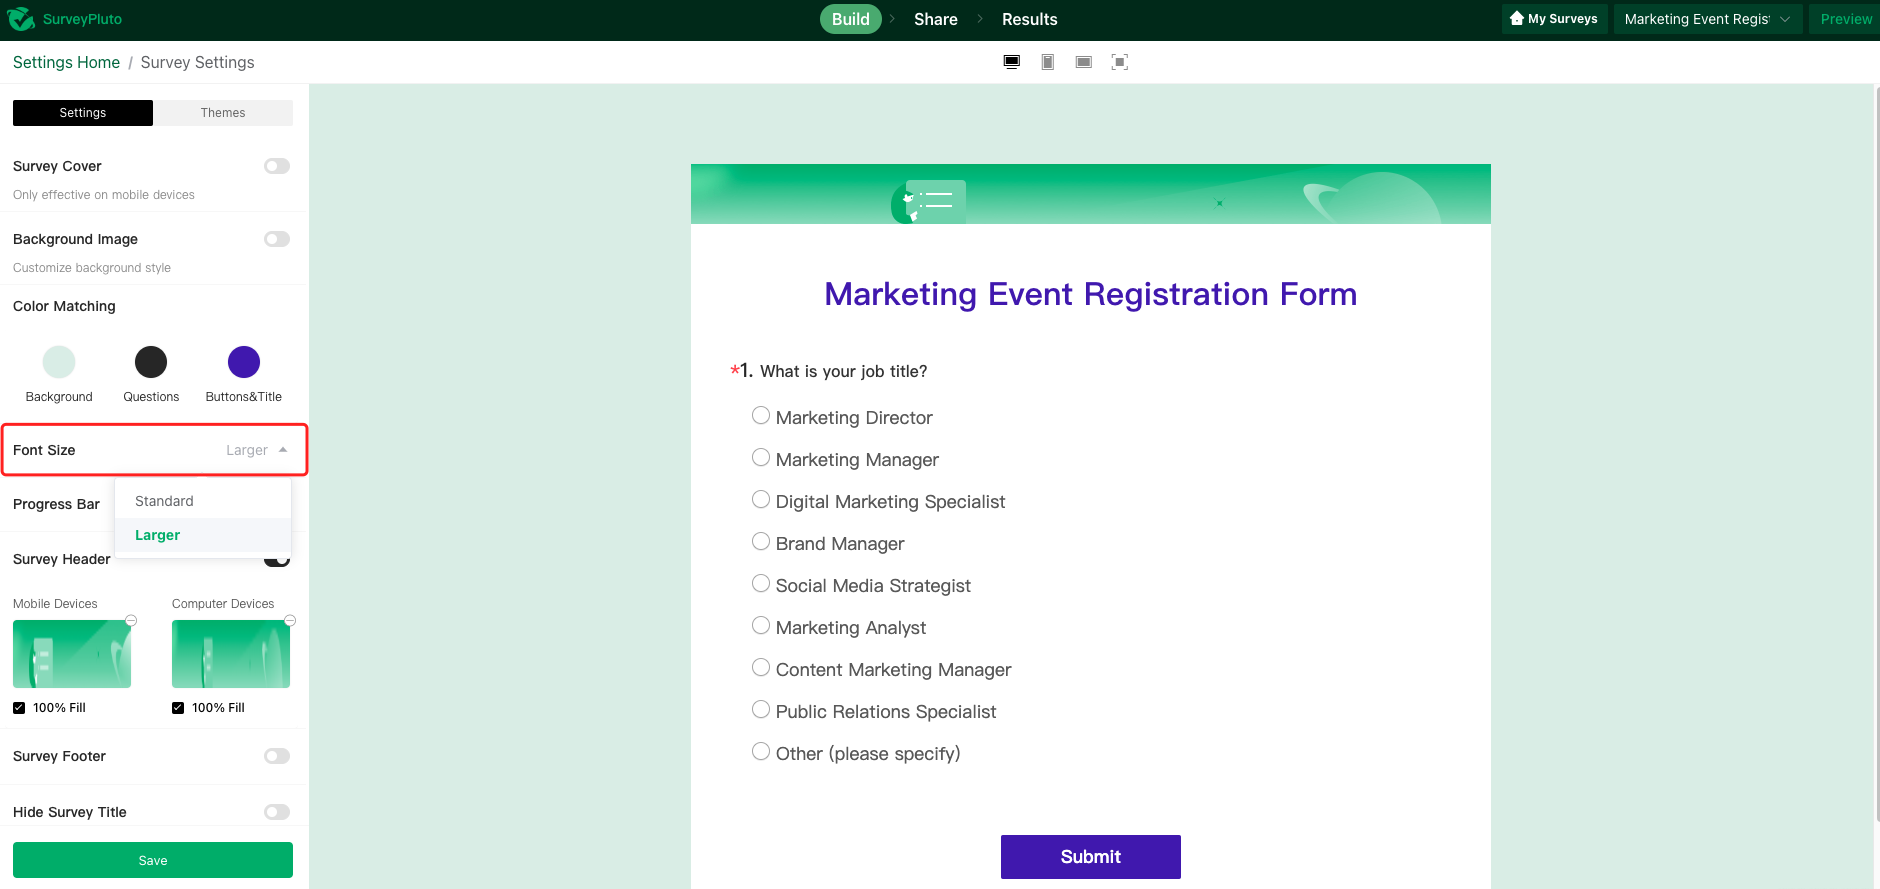 SurveyPluto
Build
Share
Results
My Surveys
Marketing Event Regis
Preview
Settings Home / Survey Settings
Settings
Themes
Survey Cover
Only effective on mobile devices
Background Image
Customize background style
Color Matching
Background
Questions
Buttons&Title
Font Size
Larger
Standard
Larger
Progress Bar
Survey Header
Mobile Devices
Computer Devices
100% Fill
100% Fill
Survey Footer
Hide Survey Title
Save
Marketing Event Registration Form
*1. What is your job title?
Marketing Director
Marketing Manager
Digital Marketing Specialist
Brand Manager
Social Media Strategist
Marketing Analyst
Content Marketing Manager
Public Relations Specialist
Other (please specify)
Submit